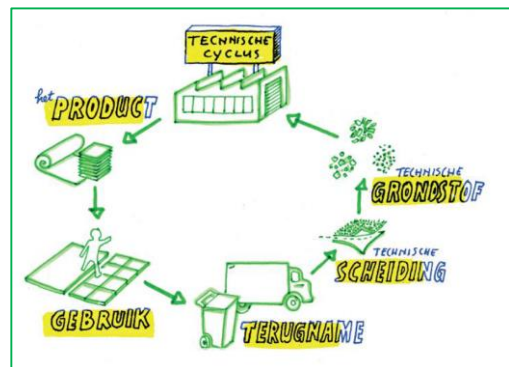 TECHNISCHE
CYCLUS
het PRODUCT
TECHNISCHE
GRONDSTOF
TECHNISCHE
SCHEIDING
GEBRUIK
TERUGNAME